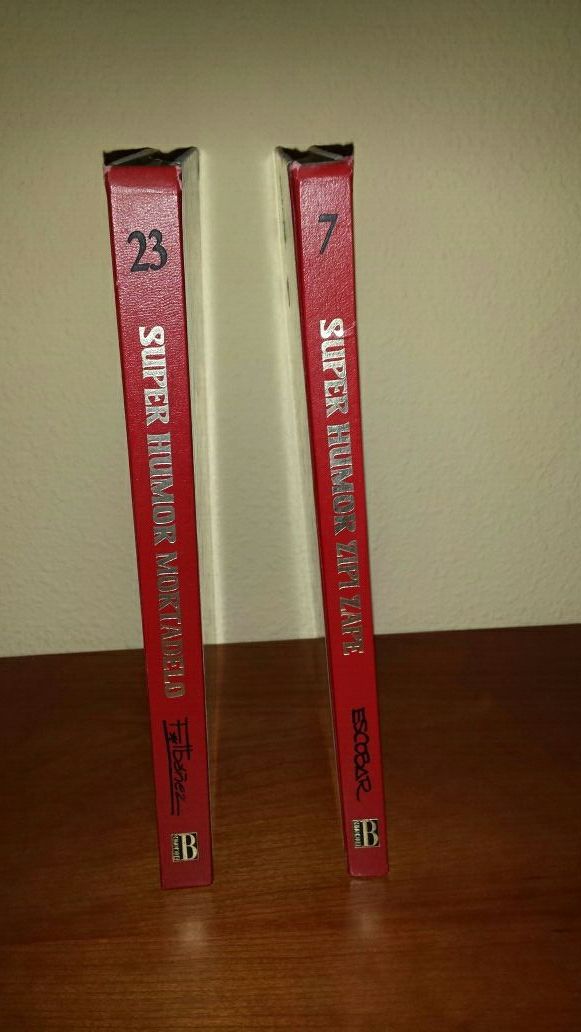 23
SUPER HUMOR MORTADELO
F. Ibáñez
B
7
SUPER HUMOR ZIPI ZAPE
ESCOBAR
B